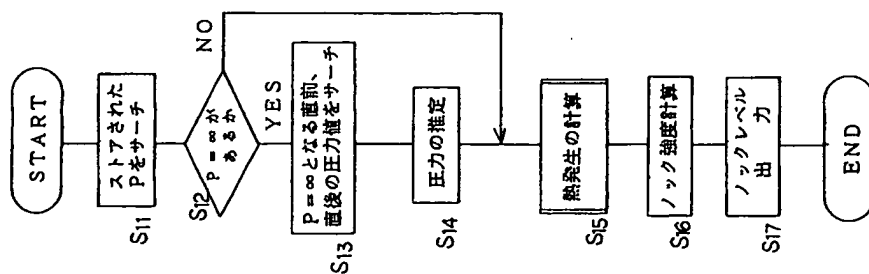 START
S11
ストアされた
Pをサーチ
S12
P＝∞が
あるか
NO
YES
S13
P＝∞となる直前、
直後の圧力値をサーチ
S14
圧力の推定
S15
熱発生の計算
S16
ノック強度計算
S17
ノックレベル
出　　力
END